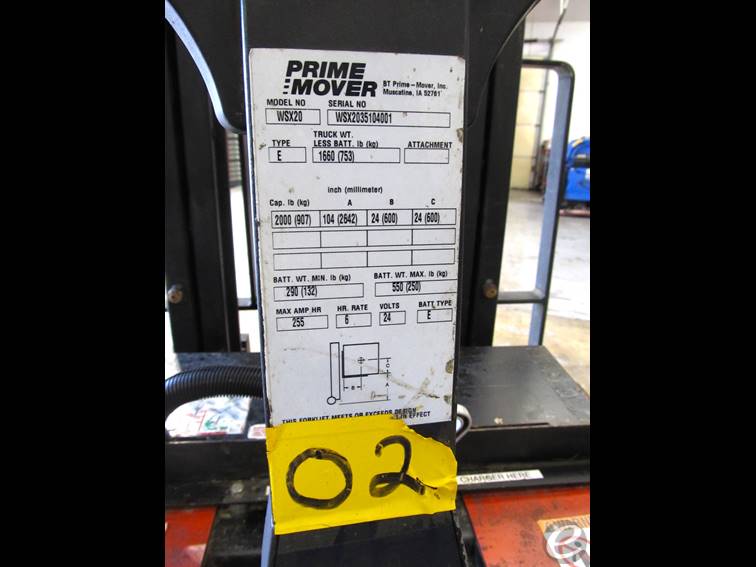 PRIME
MOVER
BT Prime-Mover, Inc.
Muscatine, IA 52761
MODEL NO SERIAL NO
WSX20 WSX2035104001
TRUCK WT.
TYPE LESS BATT. lb (kg) ATTACHMENT
E 1660 (753)
inch (millimeter)
Cap. lb (kg) A B C
2000 (907) 104 (2642) 24 (600) 24 (600)
BATT. WT. MIN. lb (kg) BATT. WT. MAX. lb (kg)
290 (132) 550 (250)
MAX AMP HR HR. RATE VOLTS BATT TYPE
255 6 24 E
C
B
A
THIS FORKLIFT MEETS OR EXCEEDS DESIGN
IN EFFECT
02
CHARGER HERE